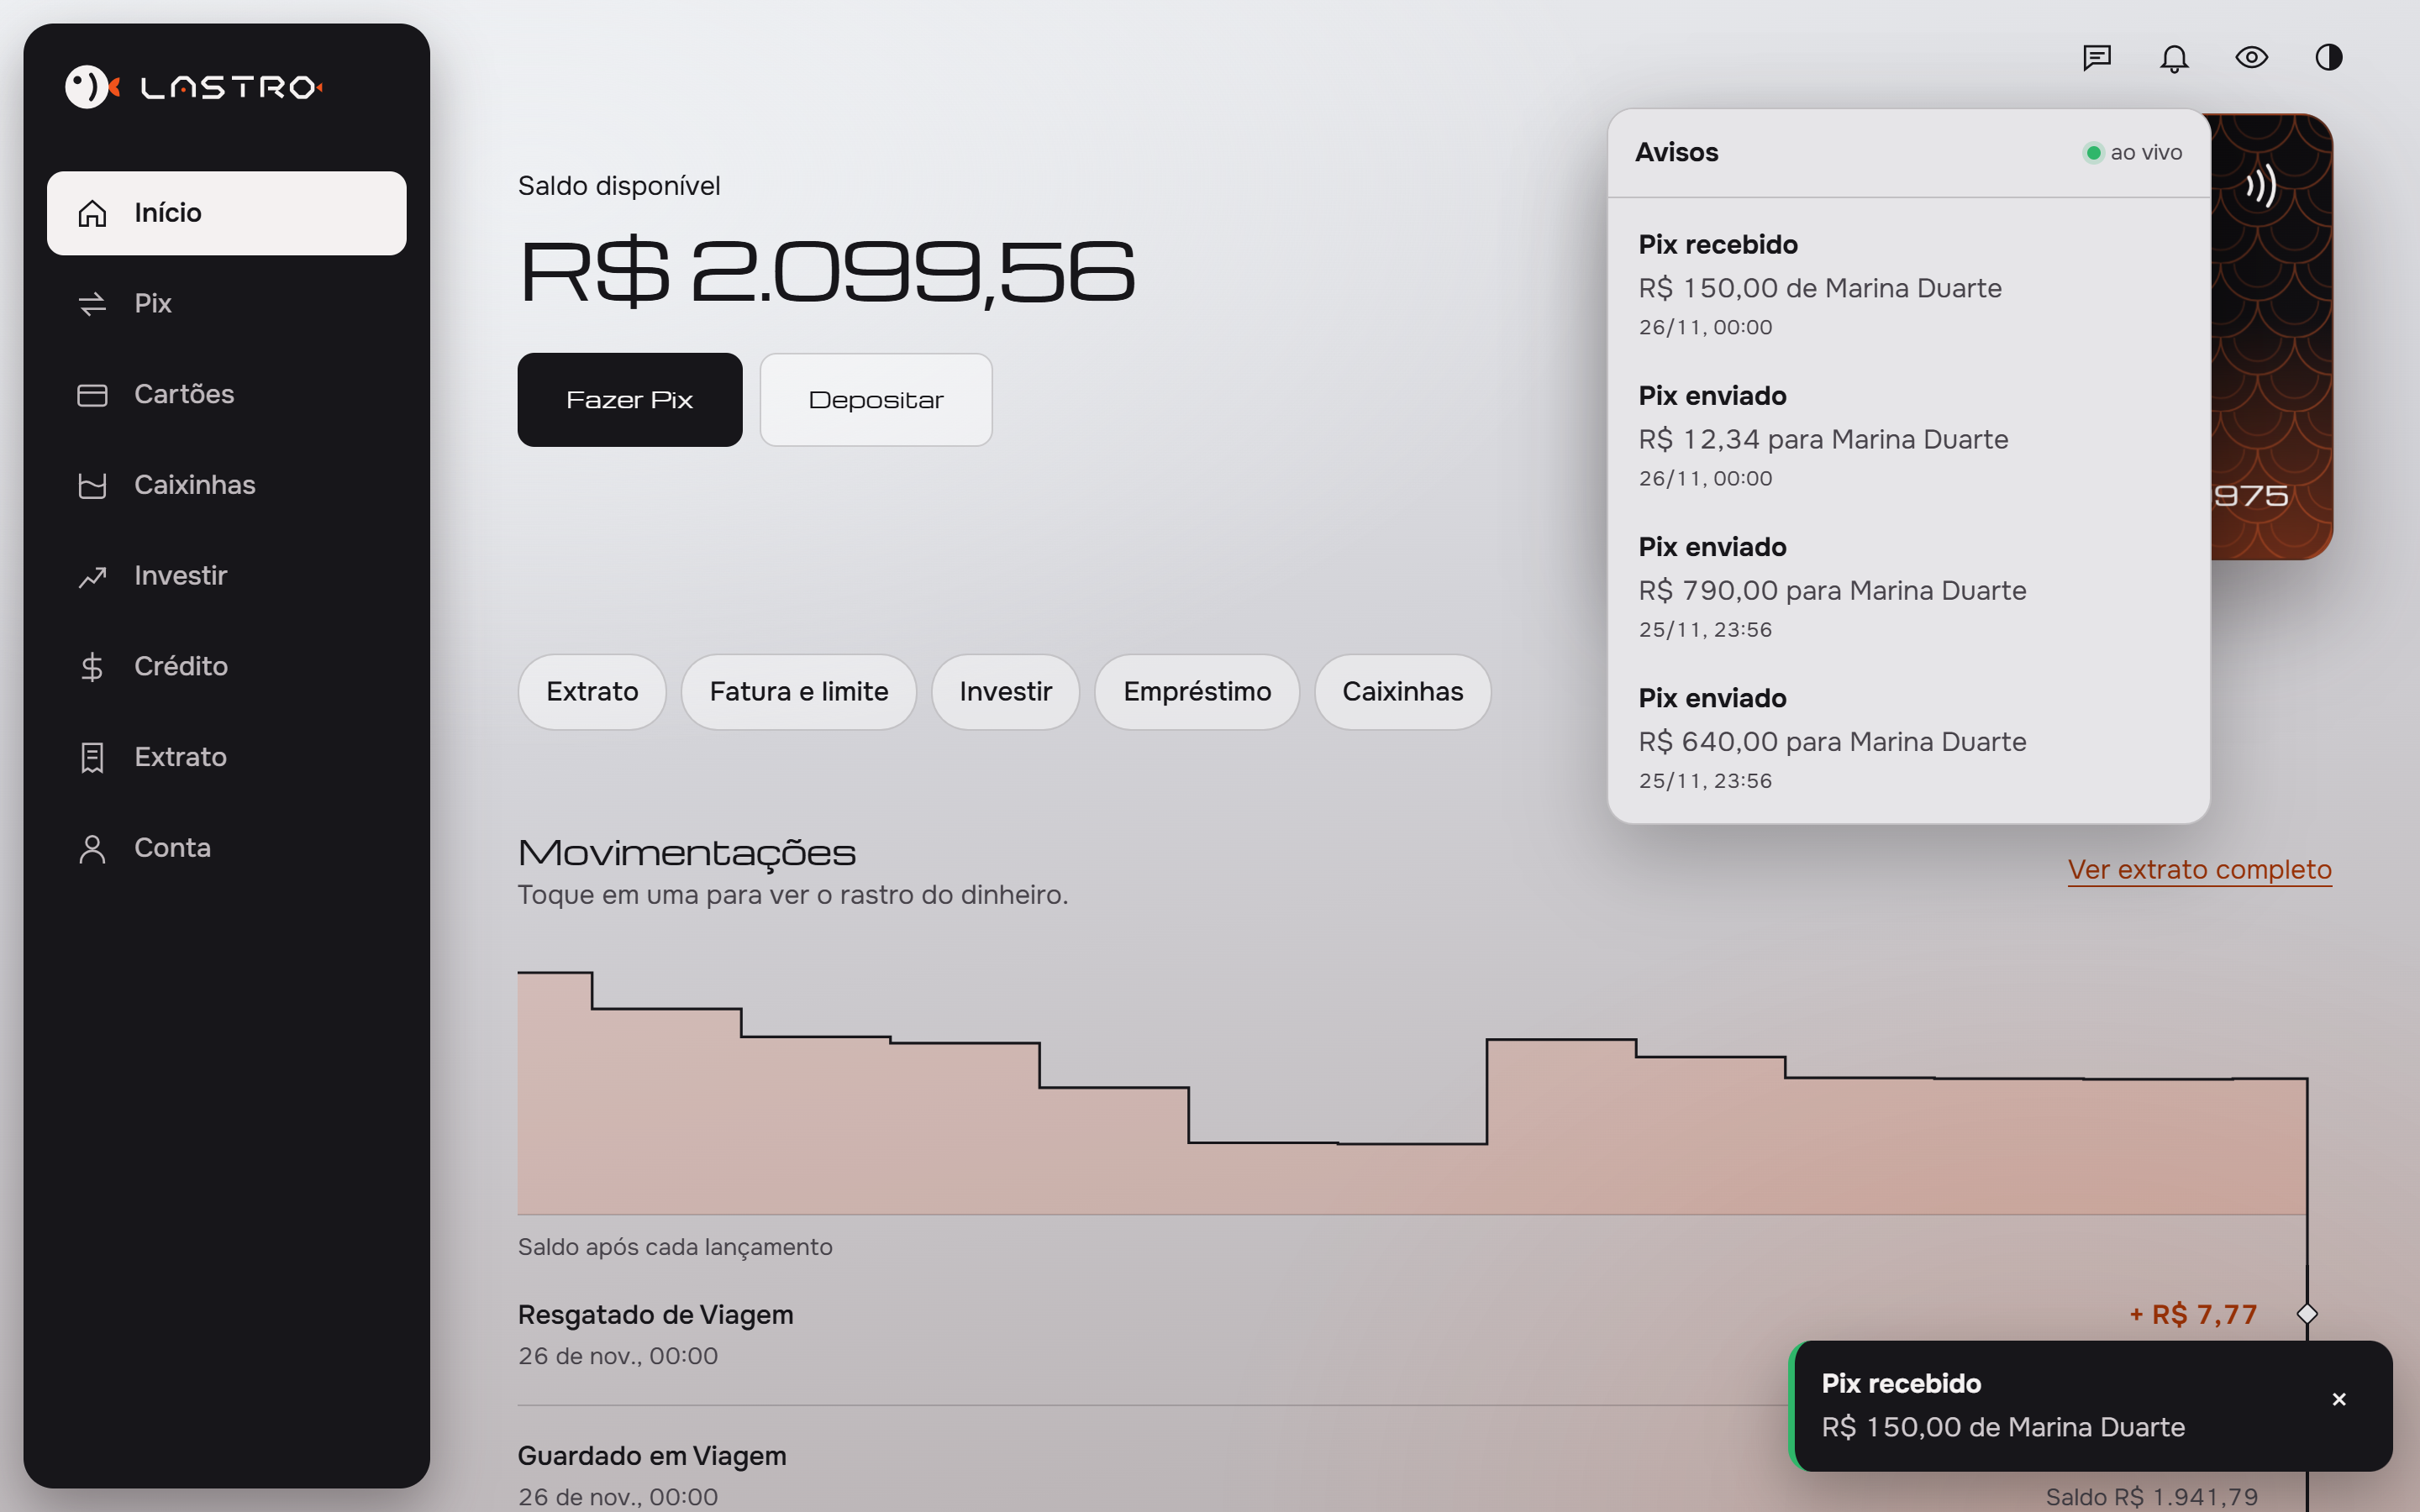 LASTRO
Início
Pix
Cartões
Caixinhas
Investir
Crédito
Extrato
Conta
Saldo disponível
R$ 2.099,56
Fazer Pix
Depositar
Extrato
Fatura e limite
Investir
Empréstimo
Caixinhas
Avisos
ao vivo
Pix recebido
R$ 150,00 de Marina Duarte
26/11, 00:00
Pix enviado
R$ 12,34 para Marina Duarte
26/11, 00:00
Pix enviado
R$ 790,00 para Marina Duarte
25/11, 23:56
Pix enviado
R$ 640,00 para Marina Duarte
25/11, 23:56
975
Movimentações
Toque em uma para ver o rastro do dinheiro.
Ver extrato completo
Saldo após cada lançamento
Resgatado de Viagem
+ R$ 7,77
26 de nov., 00:00
Guardado em Viagem
26 de nov., 00:00
Saldo R$ 1.941,79
Pix recebido
R$ 150,00 de Marina Duarte